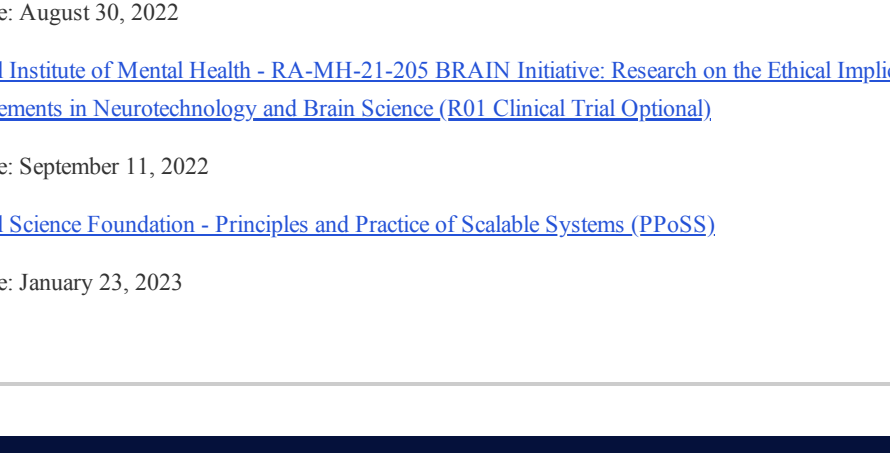 e: August 30, 2022
l Institute of Mental Health - RA-MH-21-205 BRAIN Initiative: Research on the Ethical Implic
ements in Neurotechnology and Brain Science (R01 Clinical Trial Optional)
e: September 11, 2022
l Science Foundation - Principles and Practice of Scalable Systems (PPoSS)
e: January 23, 2023